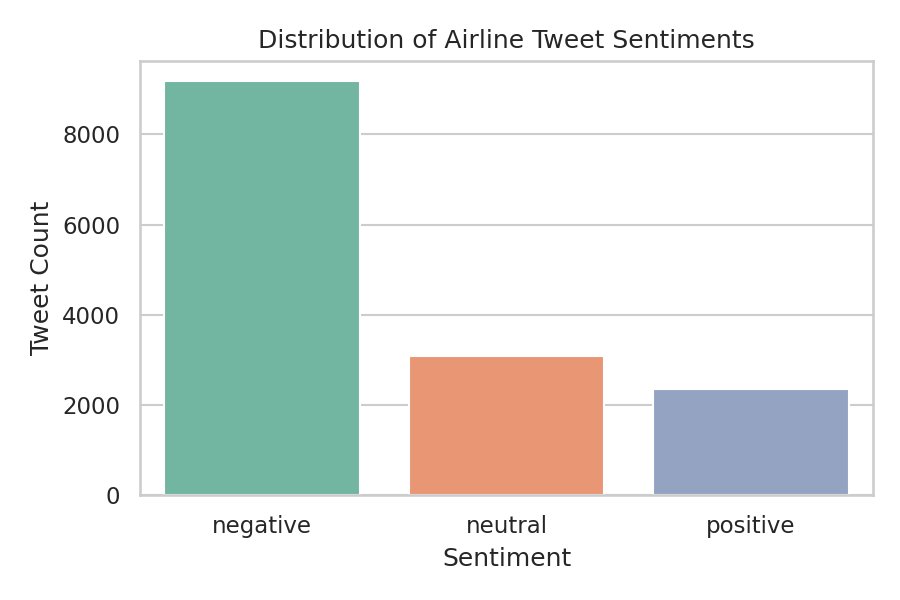 Distribution of Airline Tweet Sentiments
Tweet Count
8000
6000
4000
2000
0
negative neutral positive
Sentiment